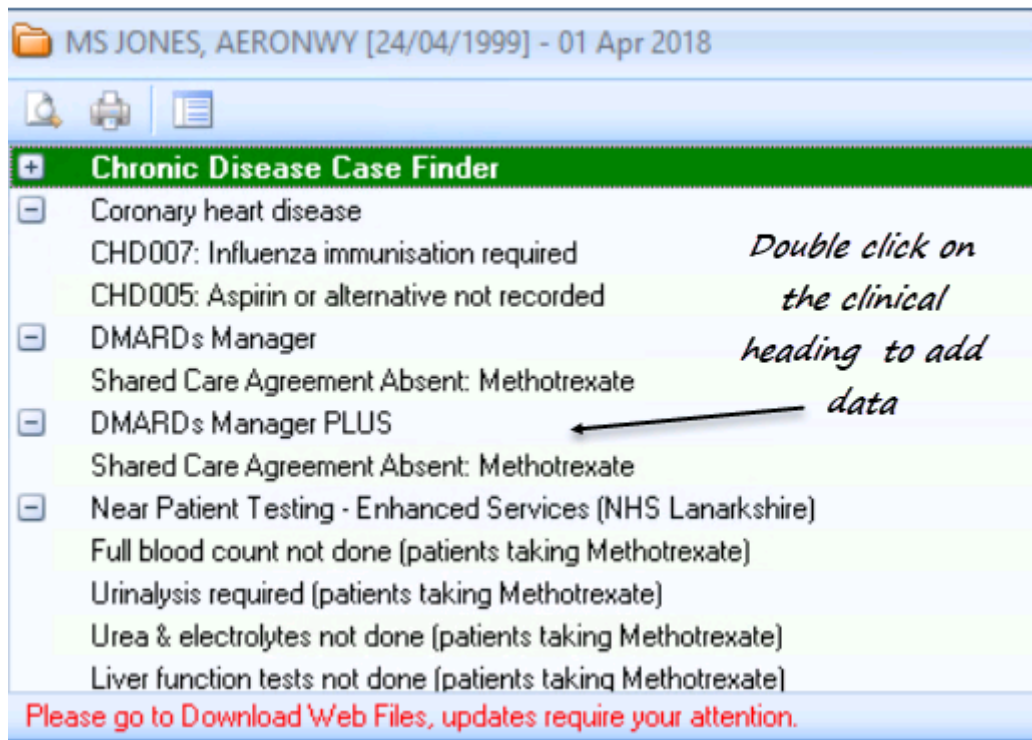 MS JONES, AERONWY [24/04/1999] - 01 Apr 2018
Chronic Disease Case Finder
Coronary heart disease
CHD007: Influenza immunisation required
CHD005: Aspirin or alternative not recorded
DMARDs Manager
Shared Care Agreement Absent: Methotrexate
DMARDs Manager PLUS
Shared Care Agreement Absent: Methotrexate
Near Patient Testing - Enhanced Services (NHS Lanarkshire)
Full blood count not done (patients taking Methotrexate)
Urinalysis required (patients taking Methotrexate)
Urea & electrolytes not done (patients taking Methotrexate)
Liver function tests not done (patients taking Methotrexate)
Double click on
the clinical
heading to add
data
Please go to Download Web Files, updates require your attention.